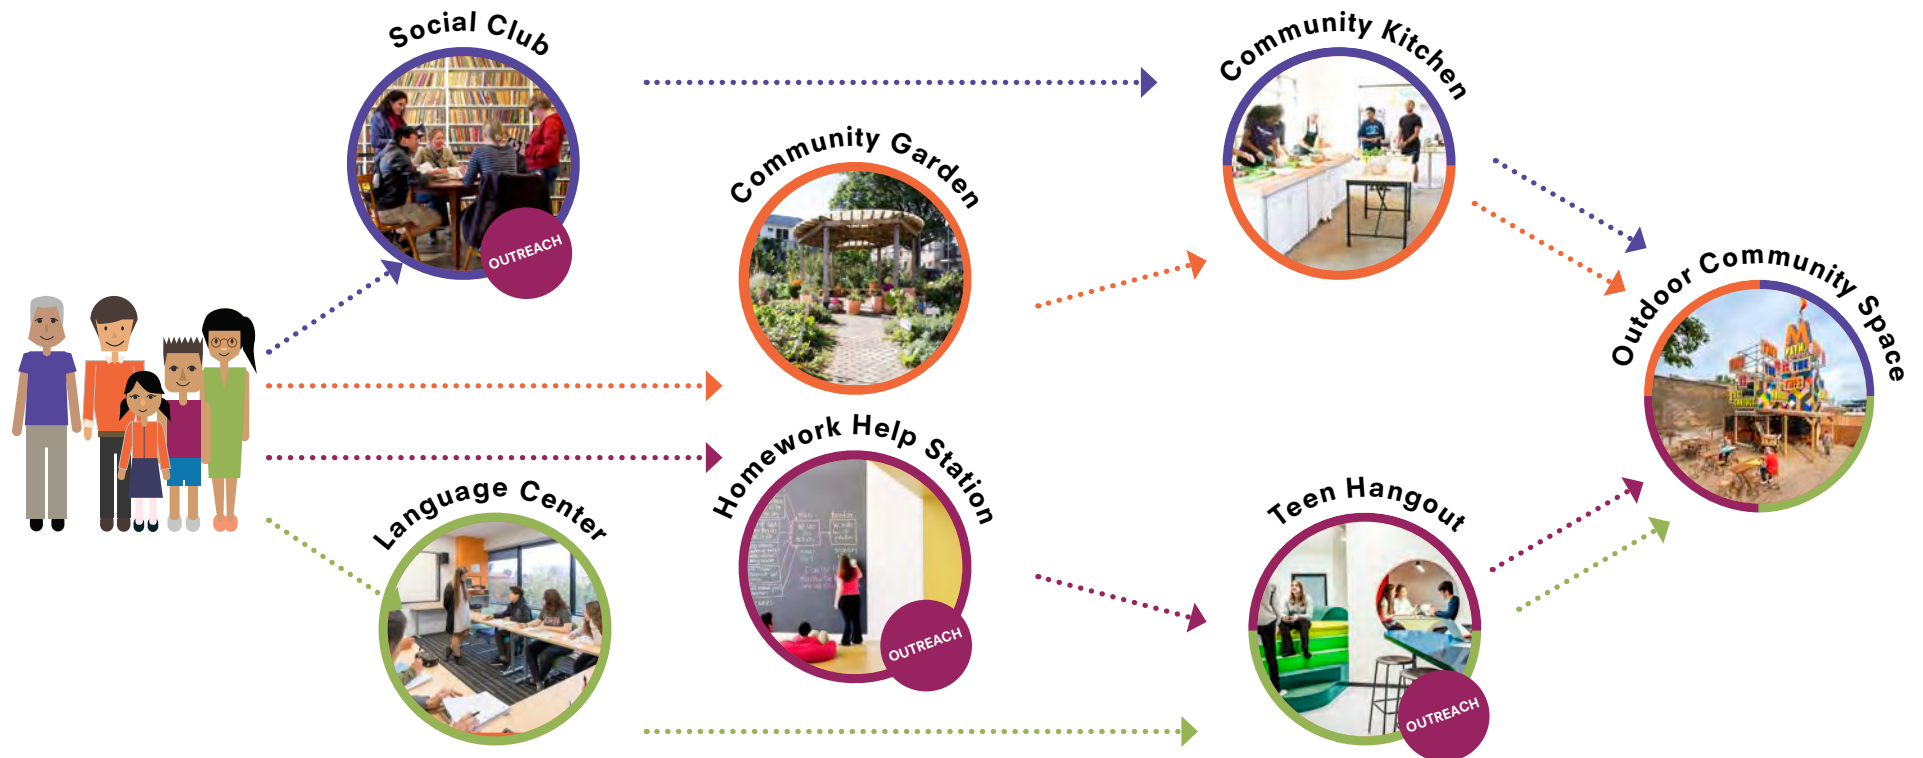 Social Club
OUTREACH
Community Garden
Community Kitchen
Outdoor Community Space
Language Center
Homework Help Station
OUTREACH
Teen Hangout
OUTREACH